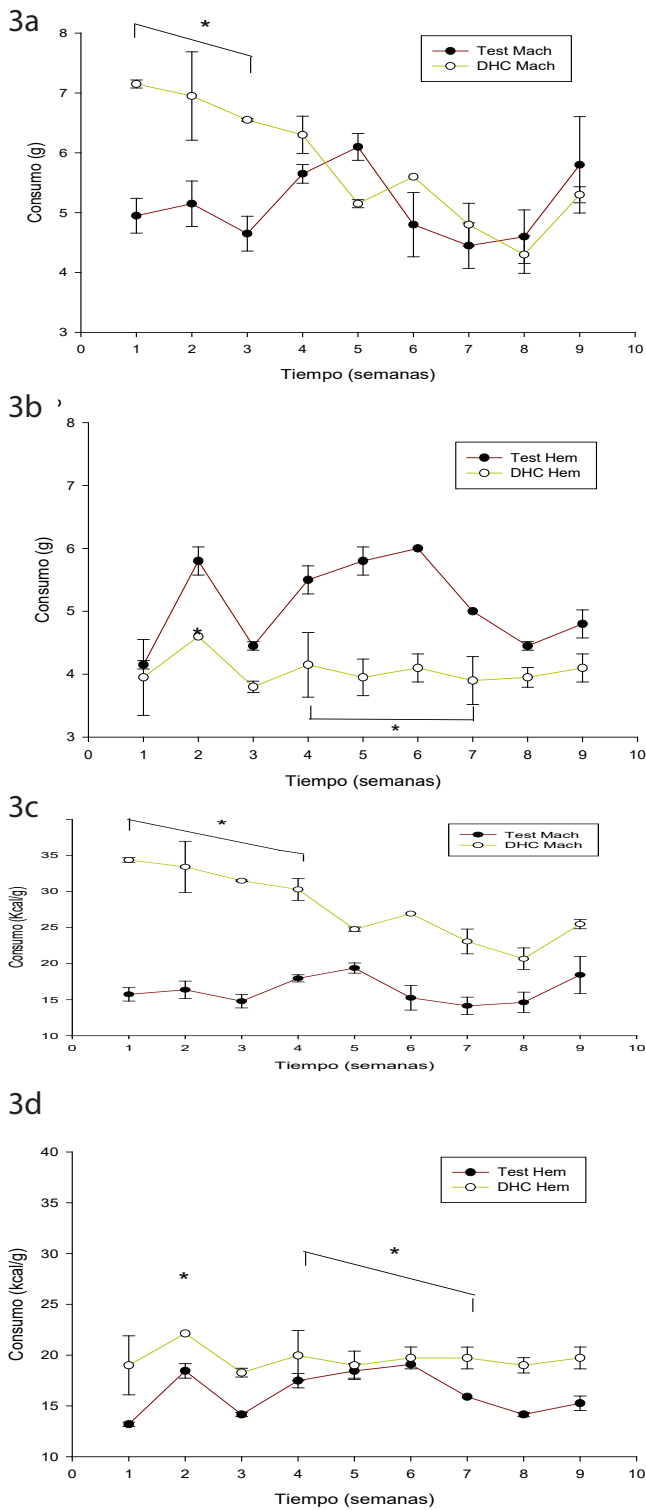 3a
*
Test Mach
DHC Mach
Consumo (g)
8
7
6
5
4
3
0 1 2 3 4 5 6 7 8 9 10
Tiempo (semanas)
3b
*
Test Hem
DHC Hem
Consumo (g)
8
7
6
5
4
3
*
0 1 2 3 4 5 6 7 8 9 10
Tiempo (semanas)
3c
*
Test Mach
DHC Mach
Consumo (Kcal/g)
35
30
25
20
15
10
0 1 2 3 4 5 6 7 8 9 10
Tiempo (semanas)
3d
Test Hem
DHC Hem
*
*
Consumo (kcal/g)
40
35
30
25
20
15
10
0 1 2 3 4 5 6 7 8 9 10
Tiempo (semanas)